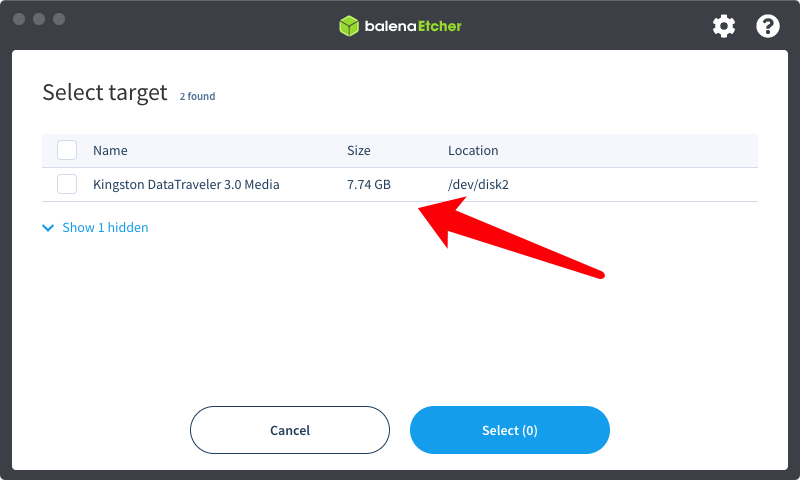 balenaEtcher
Select target 2 found
Name Size Location
Kingston DataTraveler 3.0 Media 7.74 GB /dev/disk2
Show 1 hidden
Cancel Select (0)